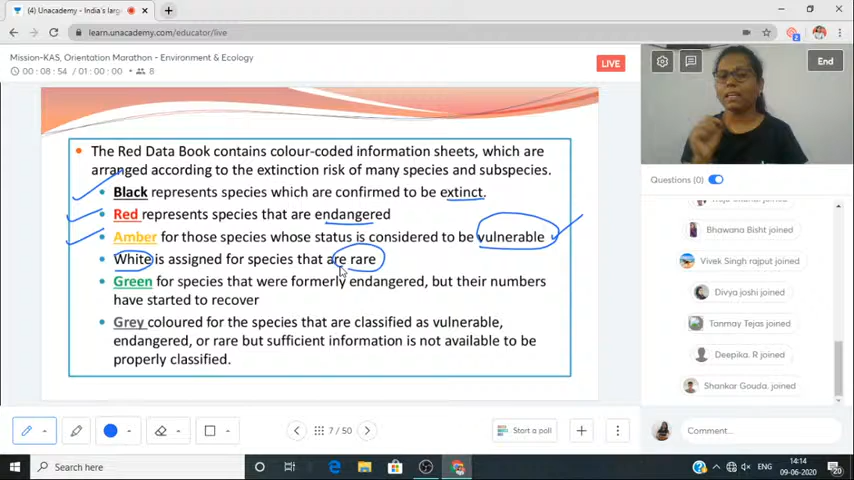 (4) Unacademy - India's larg
learn.unacademy.com/educator/live
Mission-KAS, Orientation Marathon - Environment & Ecology
00 : 08 : 54 / 01 : 00 : 00 • 8
LIVE
End
• The Red Data Book contains colour-coded information sheets, which are
arranged according to the extinction risk of many species and subspecies.
• Black represents species which are confirmed to be extinct.
• Red represents species that are endangered
• Amber for those species whose status is considered to be vulnerable
• White is assigned for species that are rare
• Green for species that were formerly endangered, but their numbers
have started to recover
• Grey coloured for the species that are classified as vulnerable,
endangered, or rare but sufficient information is not available to be
properly classified.
Questions (0)
Bhawana Bisht joined
Vivek Singh rajput joined
Divya joshi joined
Tanmay Tejas joined
Deepika. R joined
Shankar Gouda. joined
7 / 50
Start a poll
Comment...
Type here to search
ENG
14:14
09-06-2020